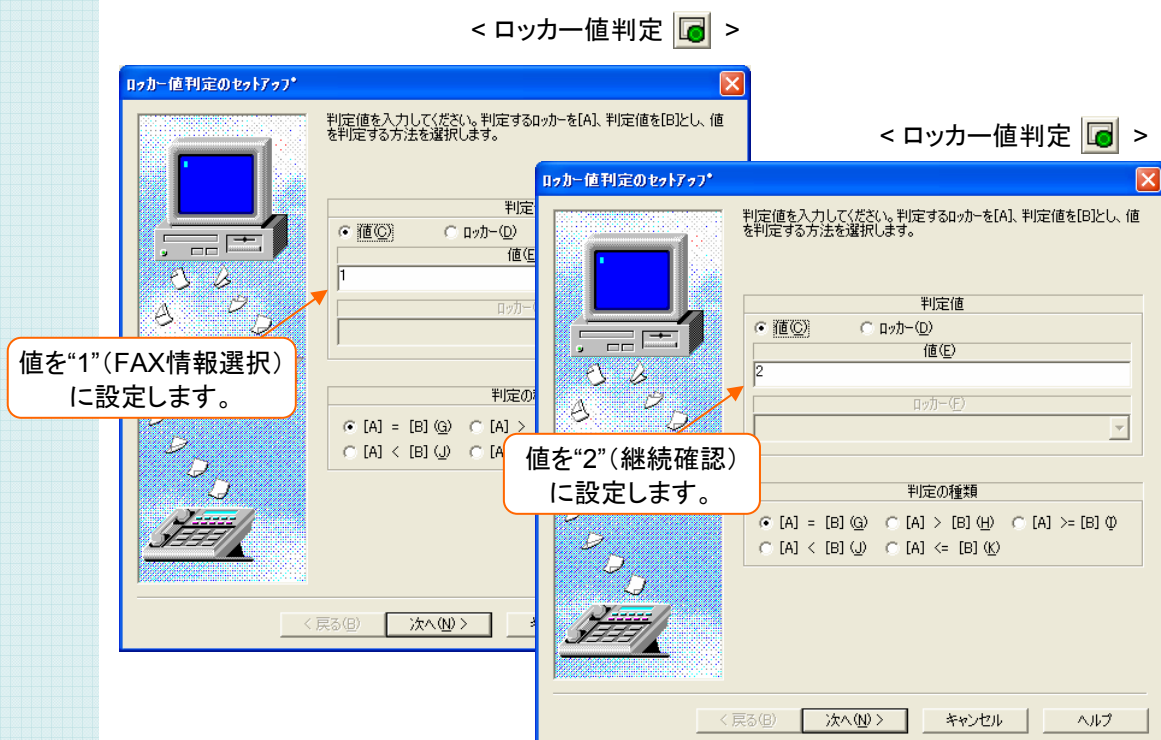 < ロッカー値判定 >
ロッカー値判定のセットアップ
判定値を入力してください。判定するロッカーを[A]、判定値を[B]とし、値
を判定する方法を選択します。
判定
値(C) ロッカー(D)
値(E
1
ロッカー(
値を“1”(FAX情報選択)
に設定します。
判定の
[A] = [B] (G) [A] >
[A] < [B] (J) [A
< 戻る(B) 次へ(N) >
< ロッカー値判定 >
ロッカー値判定のセットアップ
判定値を入力してください。判定するロッカーを[A]、判定値を[B]とし、値
を判定する方法を選択します。
判定値
値(C) ロッカー(D)
値(E)
2
ロッカー(F)
値を“2”(継続確認)
に設定します。
判定の種類
[A] = [B] (G) [A] > [B] (H) [A] >= [B] (I)
[A] < [B] (J) [A] <= [B] (K)
< 戻る(B) 次へ(N) > キャンセル ヘルプ